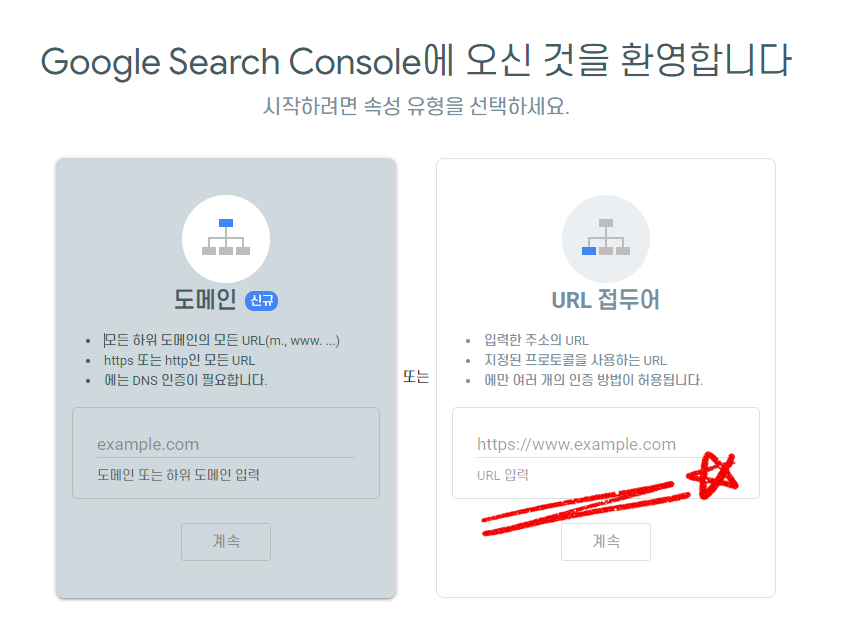 Google Search Console에 오신 것을 환영합니다
시작하려면 속성 유형을 선택하세요.
도메인 신규
모든 하위 도메인의 모든 URL(m., www. ...)
https 또는 http인 모든 URL
에는 DNS 인증이 필요합니다.
example.com
도메인 또는 하위 도메인 입력
계속
또는
URL 접두어
입력한 주소의 URL
지정된 프로토콜을 사용하는 URL
에만 여러 개의 인증 방법이 허용됩니다.
https://www.example.com
URL 입력
계속